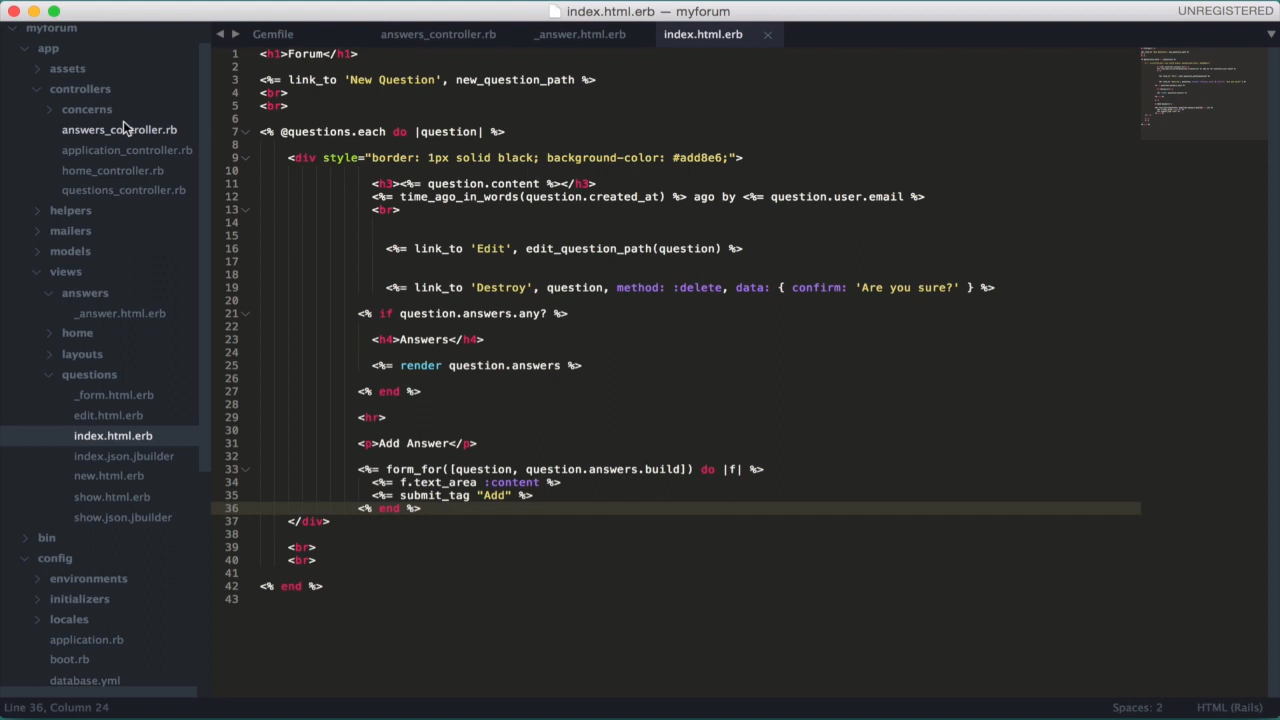 index.html.erb — myforum
UNREGISTERED
myforum
app
assets
controllers
concerns
answers_controller.rb
application_controller.rb
home_controller.rb
questions_controller.rb
helpers
mailers
models
views
answers
_answer.html.erb
home
layouts
questions
_form.html.erb
edit.html.erb
index.html.erb
index.json.jbuilder
new.html.erb
show.html.erb
show.json.jbuilder
bin
config
environments
initializers
locales
application.rb
boot.rb
database.yml
Gemfile answers_controller.rb _answer.html.erb index.html.erb
1 <h1>Forum</h1>
2
3 <%= link_to 'New Question', new_question_path %>
4 <br>
5 <br>
6
7 <% @questions.each do |question| %>
8
9 <div style="border: 1px solid black; background-color: #add8e6;">
10
11 <h3><%= question.content %></h3>
12 <%= time_ago_in_words(question.created_at) %> ago by <%= question.user.email %>
13 <br>
14
15
16 <%= link_to 'Edit', edit_question_path(question) %>
17
18
19 <%= link_to 'Destroy', question, method: :delete, data: { confirm: 'Are you sure?' } %>
20
21 <% if question.answers.any? %>
22
23 <h4>Answers</h4>
24
25 <%= render question.answers %>
26
27 <% end %>
28
29 <hr>
30
31 <p>Add Answer</p>
32
33 <%= form_for([question, question.answers.build]) do |f| %>
34 <%= f.text_area :content %>
35 <%= submit_tag "Add" %>
36 <% end %>
37 </div>
38
39 <br>
40 <br>
41
42 <% end %>
43
Line 36, Column 24
Spaces: 2
HTML (Rails)